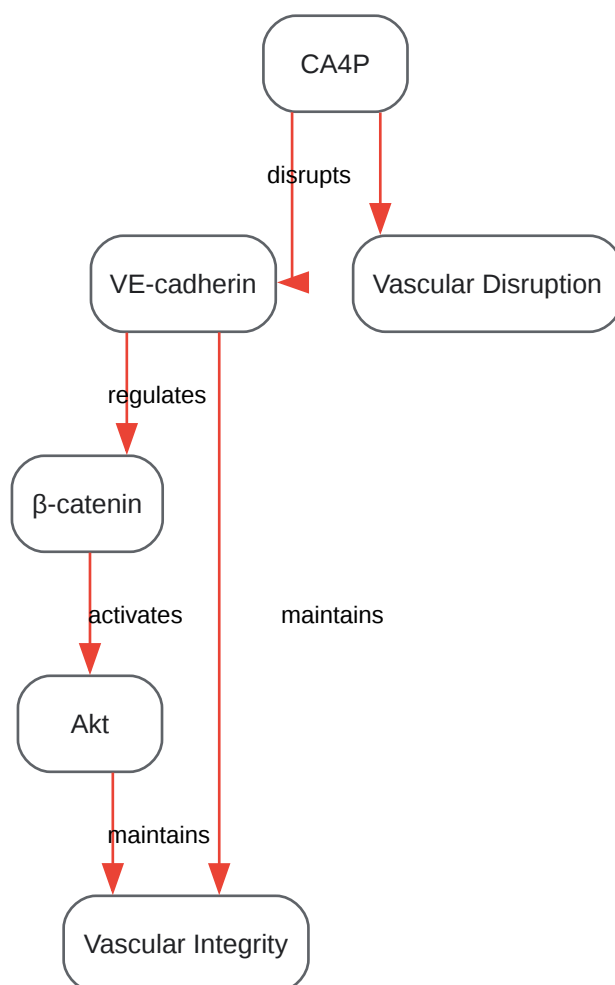 CA4P
disrupts
VE-cadherin
Vascular Disruption
regulates
β-catenin
activates
maintains
Akt
maintains
Vascular Integrity